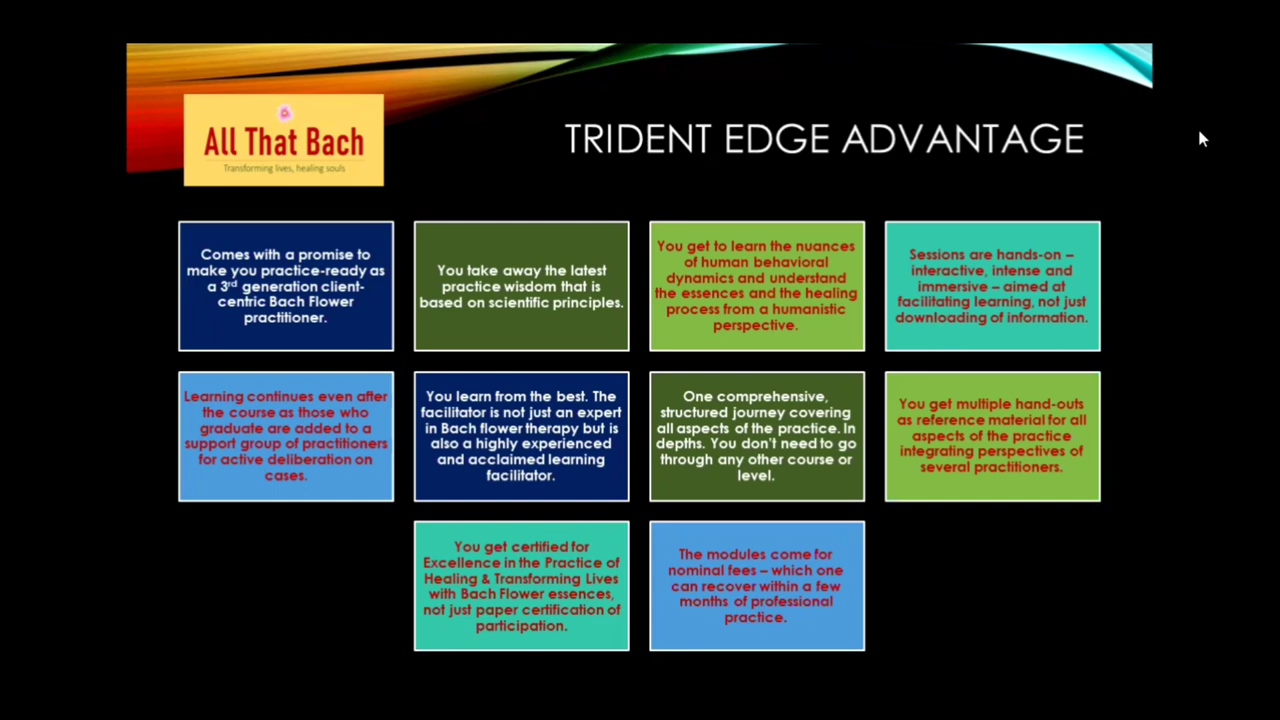 All That Bach
Transforming lives, healing souls
TRIDENT EDGE ADVANTAGE
Comes with a promise to
make you practice-ready as
a 3rd generation client-
centric Bach Flower
practitioner.
You take away the latest
practice wisdom that is
based on scientific principles.
You get to learn the nuances
of human behavioral
dynamics and understand
the essences and the healing
process from a humanistic
perspective.
Sessions are hands-on –
interactive, intense and
immersive – aimed at
facilitating learning, not just
downloading of information.
Learning continues even after
the course as those who
graduate are added to a
support group of practitioners
for active deliberation on
cases.
You learn from the best. The
facilitator is not just an expert
in Bach flower therapy but is
also a highly experienced
and acclaimed learning
facilitator.
One comprehensive,
structured journey covering
all aspects of the practice. In
depths. You don't need to go
through any other course or
level.
You get multiple hand-outs
as reference material for all
aspects of the practice
integrating perspectives of
several practitioners.
You get certified for
Excellence in the Practice of
Healing & Transforming Lives
with Bach Flower essences,
not just paper certification of
participation.
The modules come for
nominal fees – which one
can recover within a few
months of professional
practice.